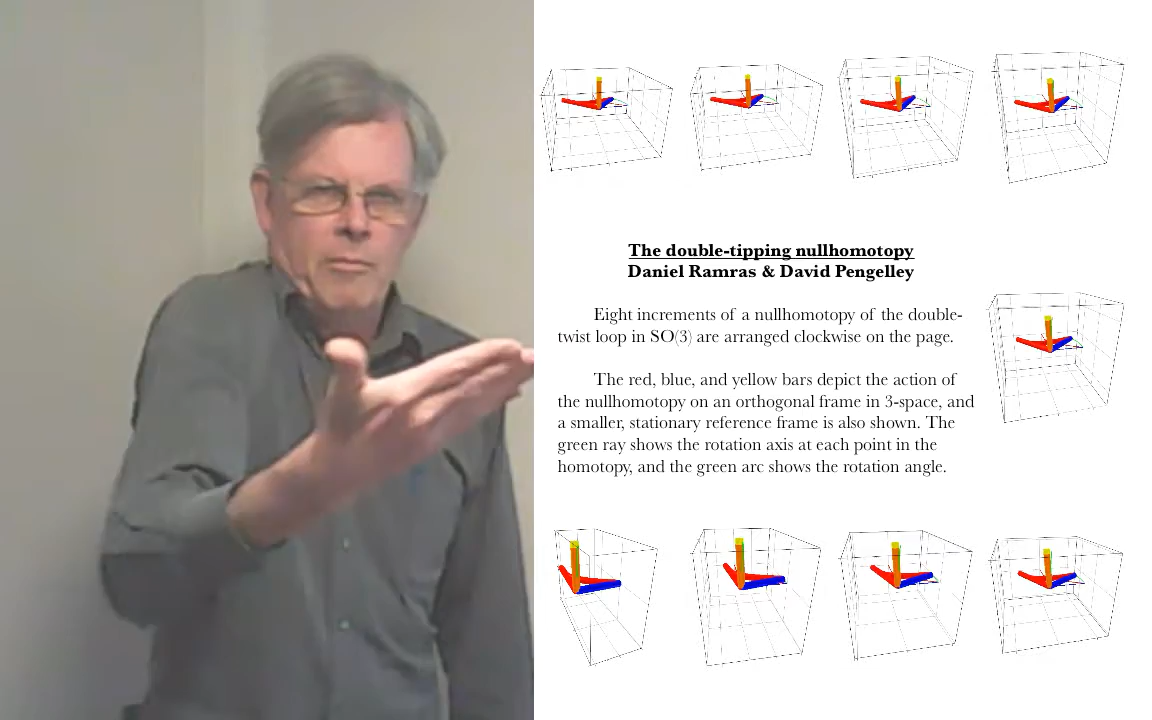 The double-tipping nullhomotopy
Daniel Ramras & David Pengelley
Eight increments of a nullhomotopy of the double-
twist loop in SO(3) are arranged clockwise on the page.
The red, blue, and yellow bars depict the action of
the nullhomotopy on an orthogonal frame in 3-space, and
a smaller, stationary reference frame is also shown. The
green ray shows the rotation axis at each point in the
homotopy, and the green arc shows the rotation angle.